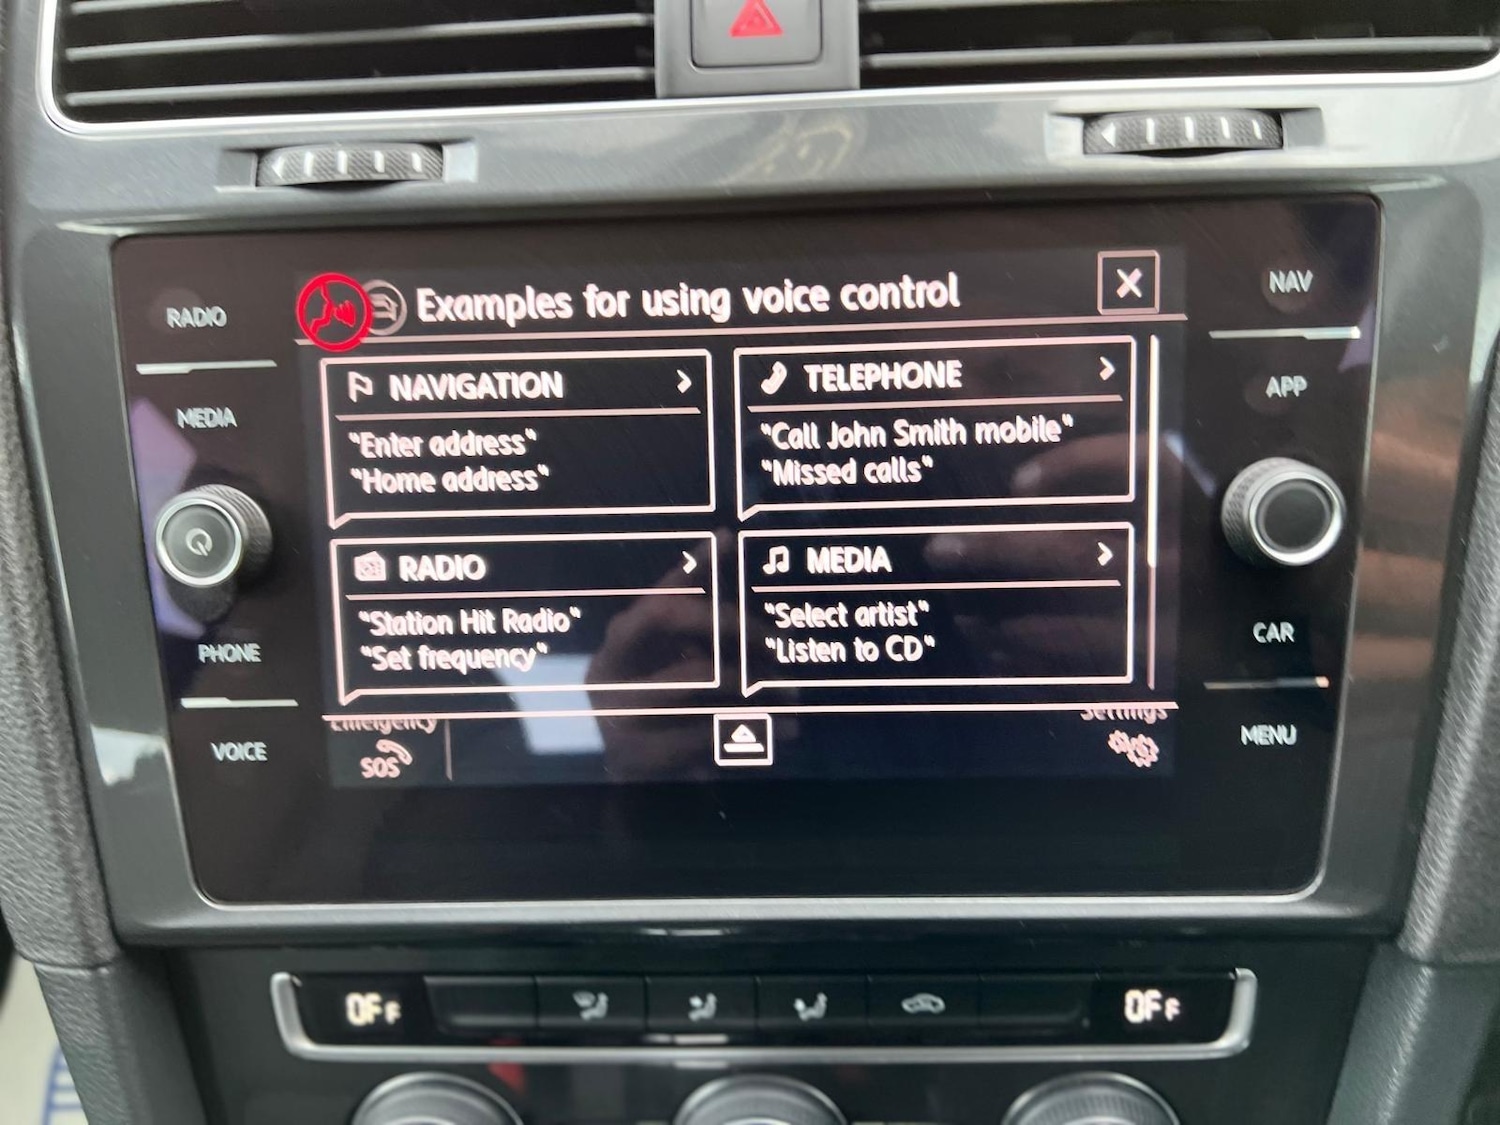 Examples for using voice control
RADIO
MEDIA
PHONE
VOICE
NAVIGATION
"Enter address"
"Home address"
TELEPHONE
"Call John Smith mobile"
"Missed calls"
RADIO
"Station Hit Radio"
"Set frequency"
MEDIA
"Select artist"
"Listen to CD"
Emergency
SOS
Settings
NAV
APP
CAR
MENU
OFF
OFF